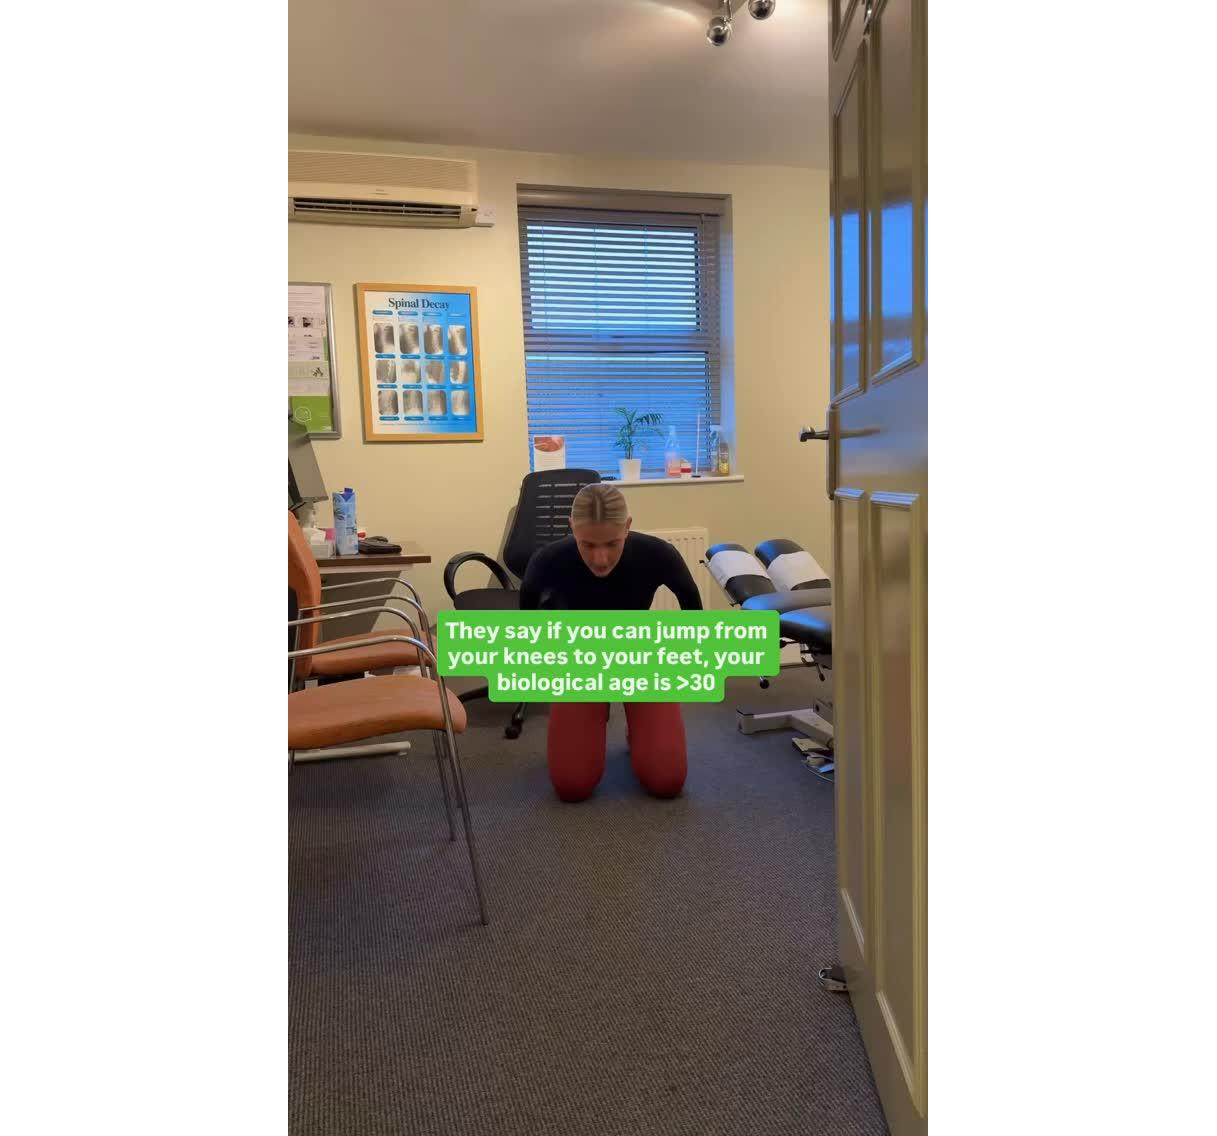 Spinal Decay
They say if you can jump from
your knees to your feet, your
biological age is >30